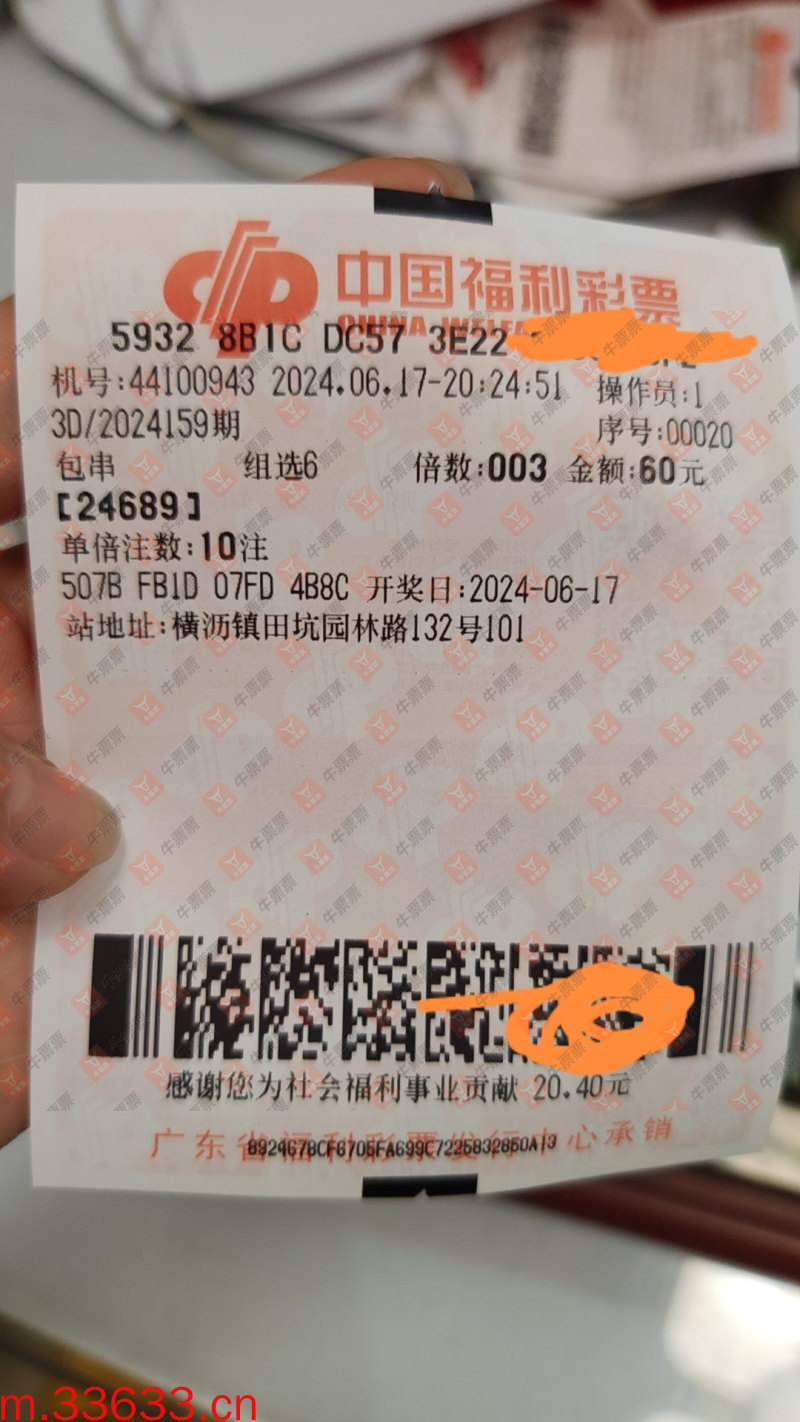 中国福利彩票
CHINA WELF
5932 8B1C DC57 3E22
机号:44100943 2024.06.17-20:24:51 操作员:1
3D/2024159期 序号:00020
包串 组选6 倍数:003 金额:60元
[24689]
单倍注数:10注
507B FB1D 07FD 4B8C 开奖日:2024-06-17
站地址:横沥镇田坑园林路132号101
感谢您为社会福利事业贡献 20.40元
广东省福利彩票发行中心承销
牛票票
m.33633.cn